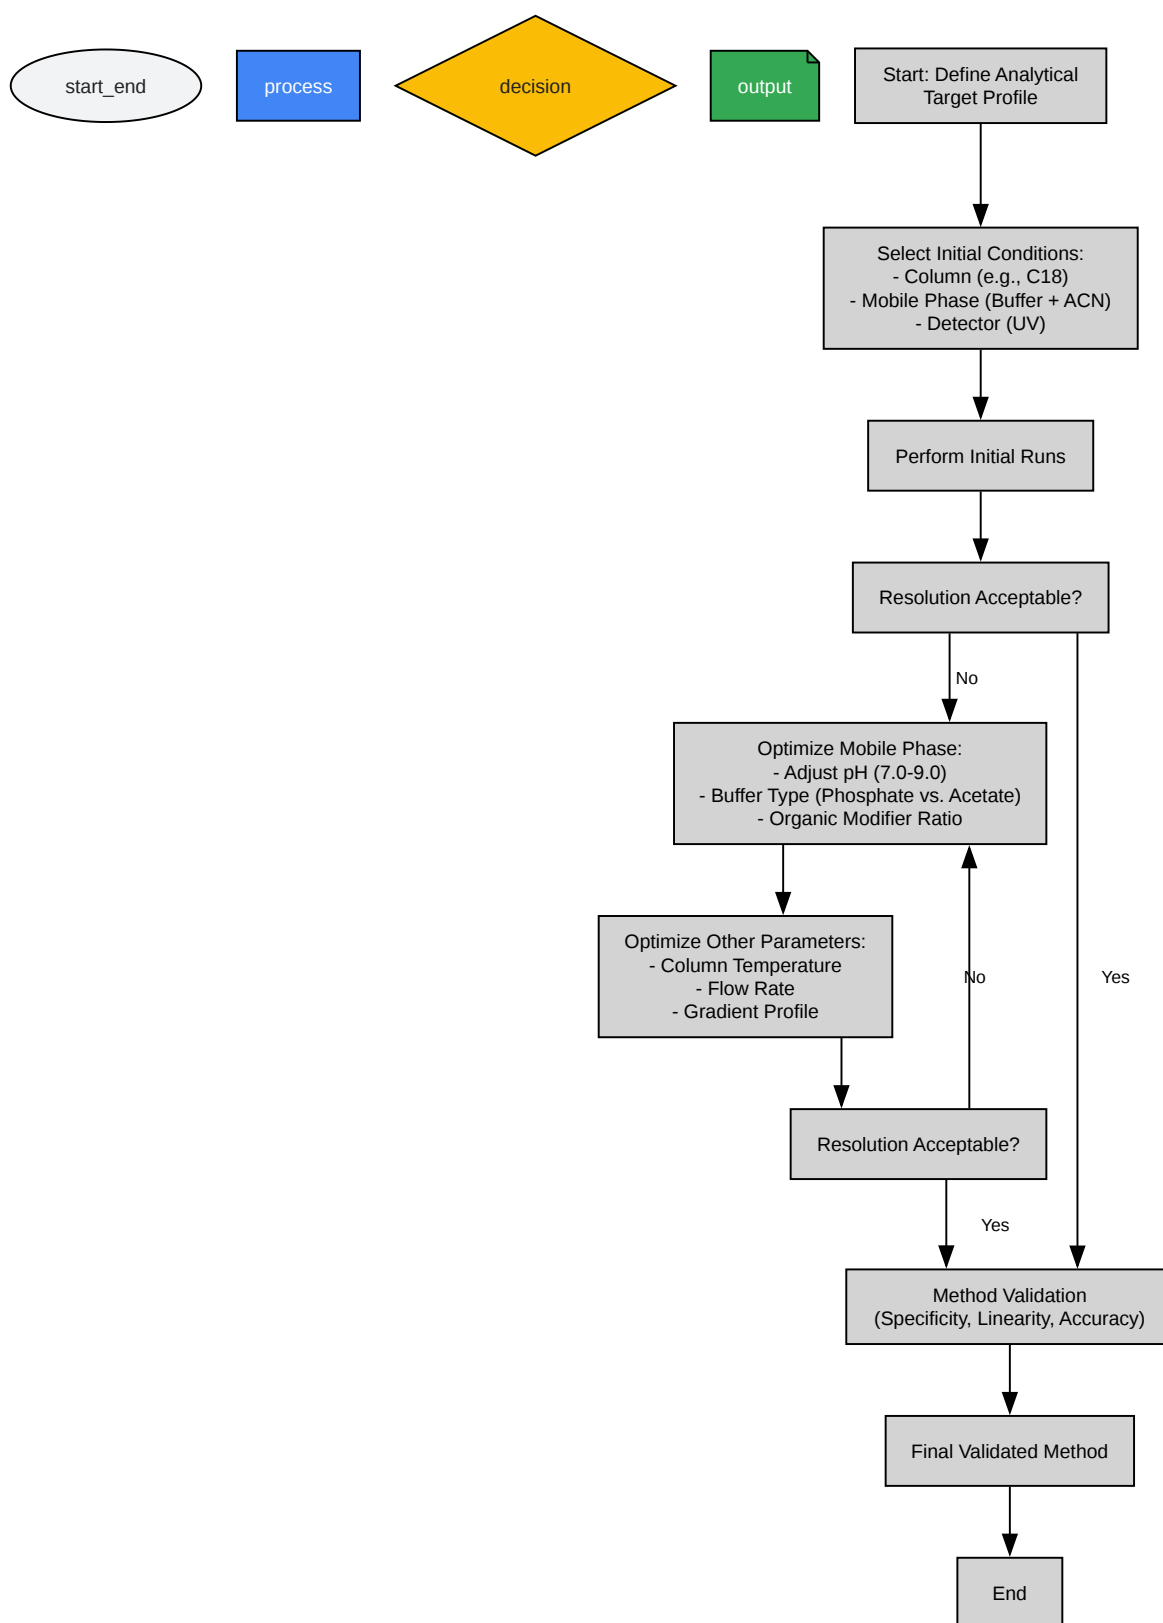 start_end
process
decision
output
Start: Define Analytical
Target Profile
Select Initial Conditions:
- Column (e.g., C18)
- Mobile Phase (Buffer + ACN)
- Detector (UV)
Perform Initial Runs
Resolution Acceptable?
No
Optimize Mobile Phase:
- Adjust pH (7.0-9.0)
- Buffer Type (Phosphate vs. Acetate)
- Organic Modifier Ratio
Optimize Other Parameters:
- Column Temperature
- Flow Rate
- Gradient Profile
No
Yes
Resolution Acceptable?
Yes
Method Validation
(Specificity, Linearity, Accuracy)
Final Validated Method
End